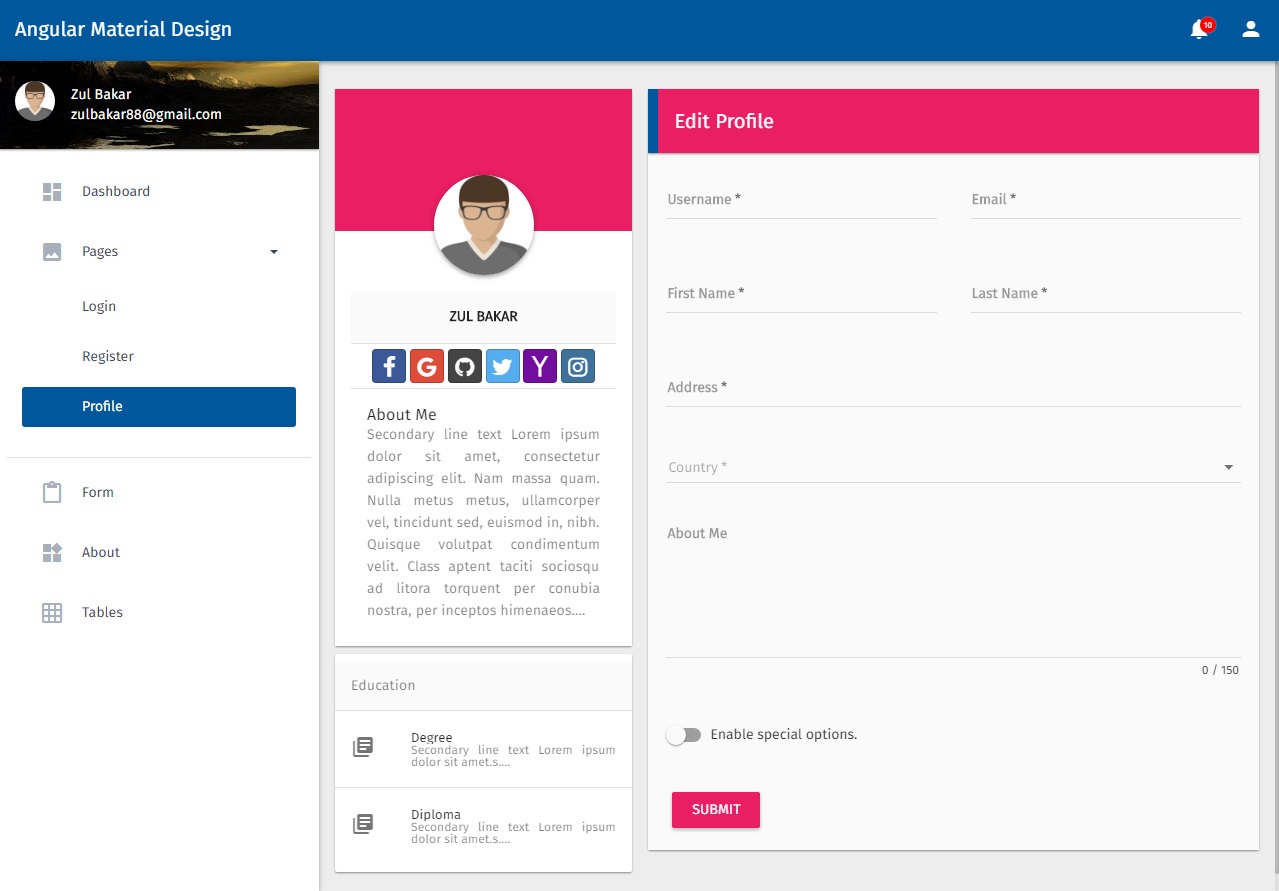 Angular Material Design
10
Zul Bakar
zulbakar88@gmail.com
Dashboard
Pages
Login
Register
Profile
Form
About
Tables
ZUL BAKAR
About Me
Secondary line text Lorem ipsum
dolor sit amet, consectetur
adipiscing elit. Nam massa quam.
Nulla metus metus, ullamcorper
vel, tincidunt sed, euismod in, nibh.
Quisque volutpat condimentum
velit. Class aptent taciti sociosqu
ad litora torquent per conubia
nostra, per inceptos himenaeos....
Education
Degree
Secondary line text Lorem ipsum
dolor sit amet.s....
Diploma
Secondary line text Lorem ipsum
dolor sit amet.s....
Edit Profile
Username *
Email *
First Name *
Last Name *
Address *
Country *
About Me
0 / 150
Enable special options.
SUBMIT